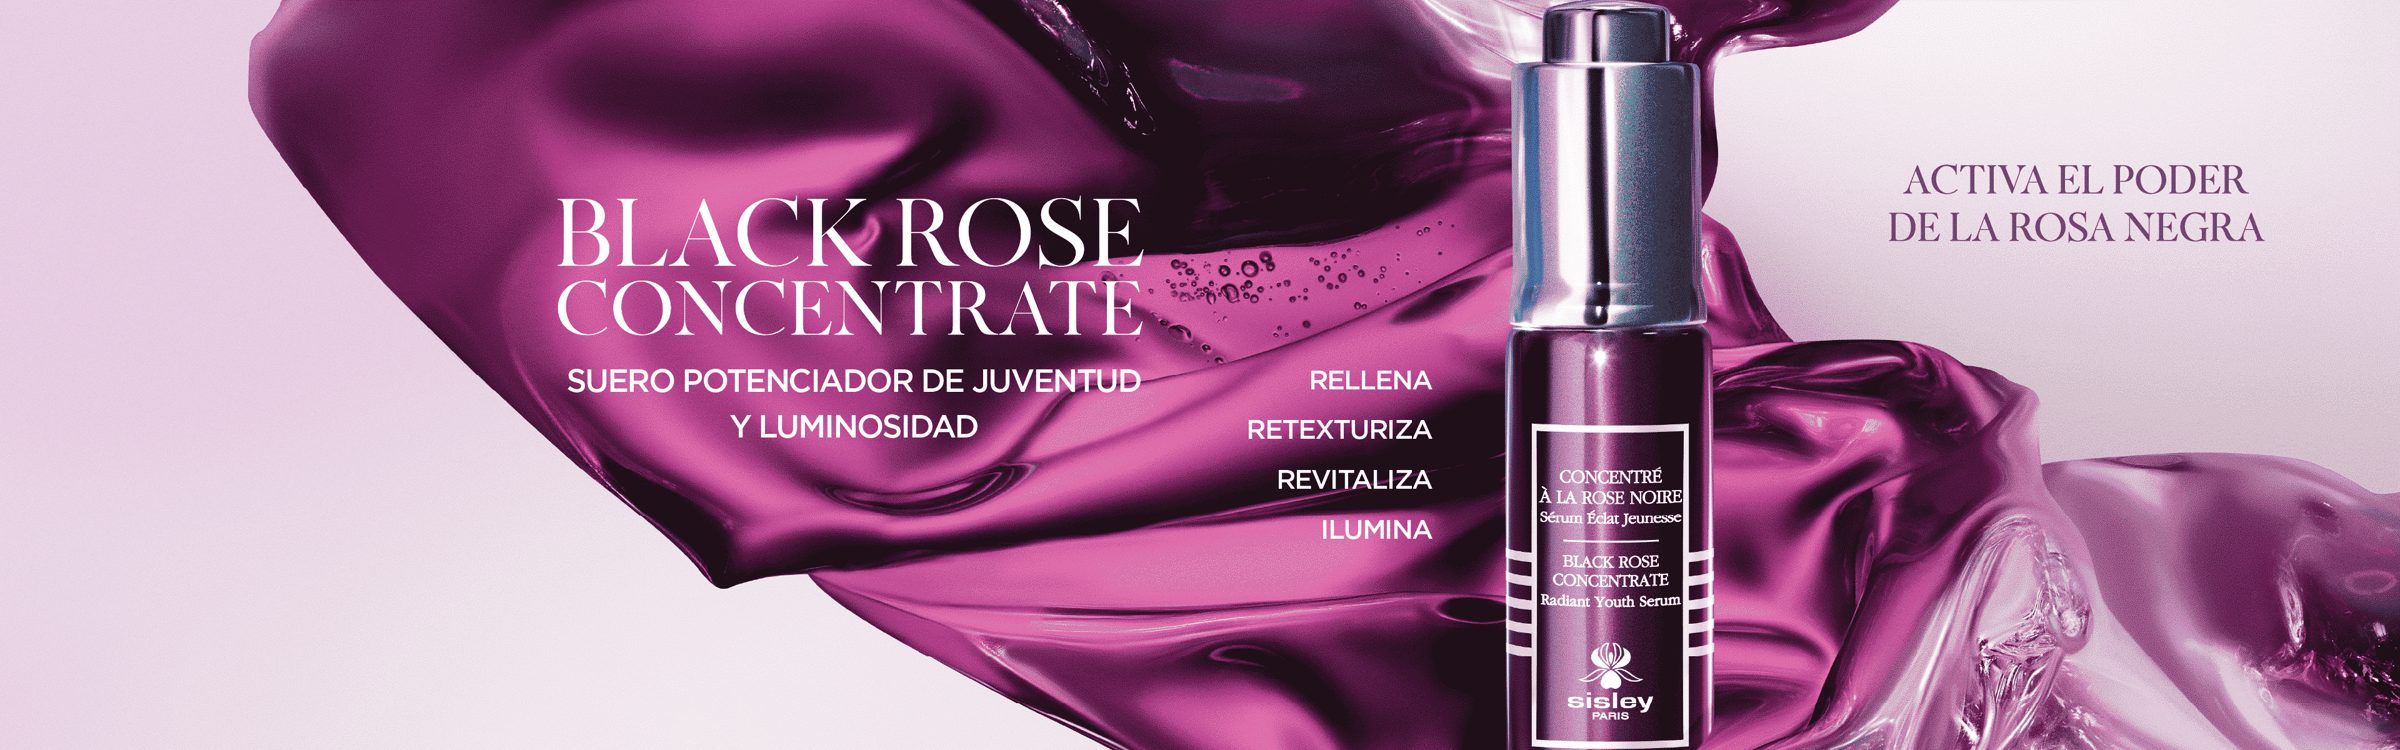 BLACK ROSE
CONCENTRATE
SUERO POTENCIADOR DE JUVENTUD
Y LUMINOSIDAD
RELLENA
RETEXTURIZA
REVITALIZA
ILUMINA
CONCENTRÉ
À LA ROSE NOIRE
Sérum Éclat Jeunesse
BLACK ROSE
CONCENTRATE
Radiant Youth Serum
sisley
PARIS
ACTIVA EL PODER
DE LA ROSA NEGRA